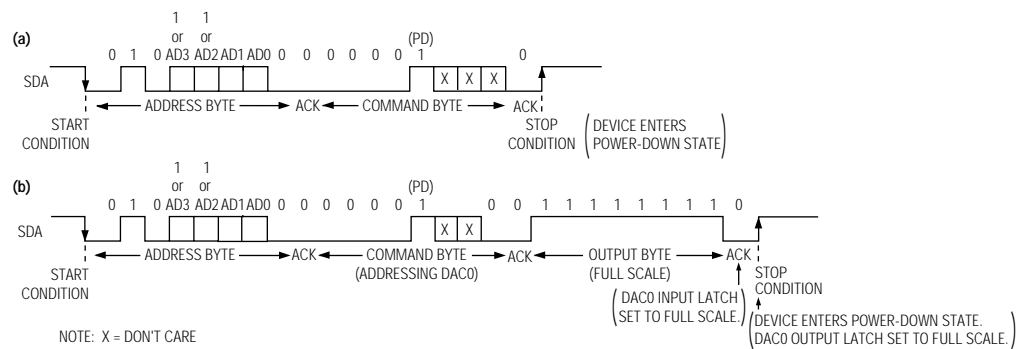 (a)
1 1 (PD)
or or
0 1 0 AD3 AD2 AD1 AD0 0 0 0 0 0 0 1 0
SDA
X X X
ADDRESS BYTE ACK COMMAND BYTE ACK
START CONDITION
STOP CONDITION
(DEVICE ENTERS POWER-DOWN STATE)
(b)
1 1 (PD)
or or
0 1 0 AD3 AD2 AD1 AD0 0 0 0 0 0 0 1 0 0 1 1 1 1 1 1 1 1 0
SDA
X X
ADDRESS BYTE ACK COMMAND BYTE ACK OUTPUT BYTE ACK
(ADDRESSING DAC0) (FULL SCALE)
START CONDITION
STOP CONDITION
(DAC0 INPUT LATCH SET TO FULL SCALE.)
(DEVICE ENTERS POWER-DOWN STATE. DAC0 OUTPUT LATCH SET TO FULL SCALE.)
NOTE: X = DON'T CARE